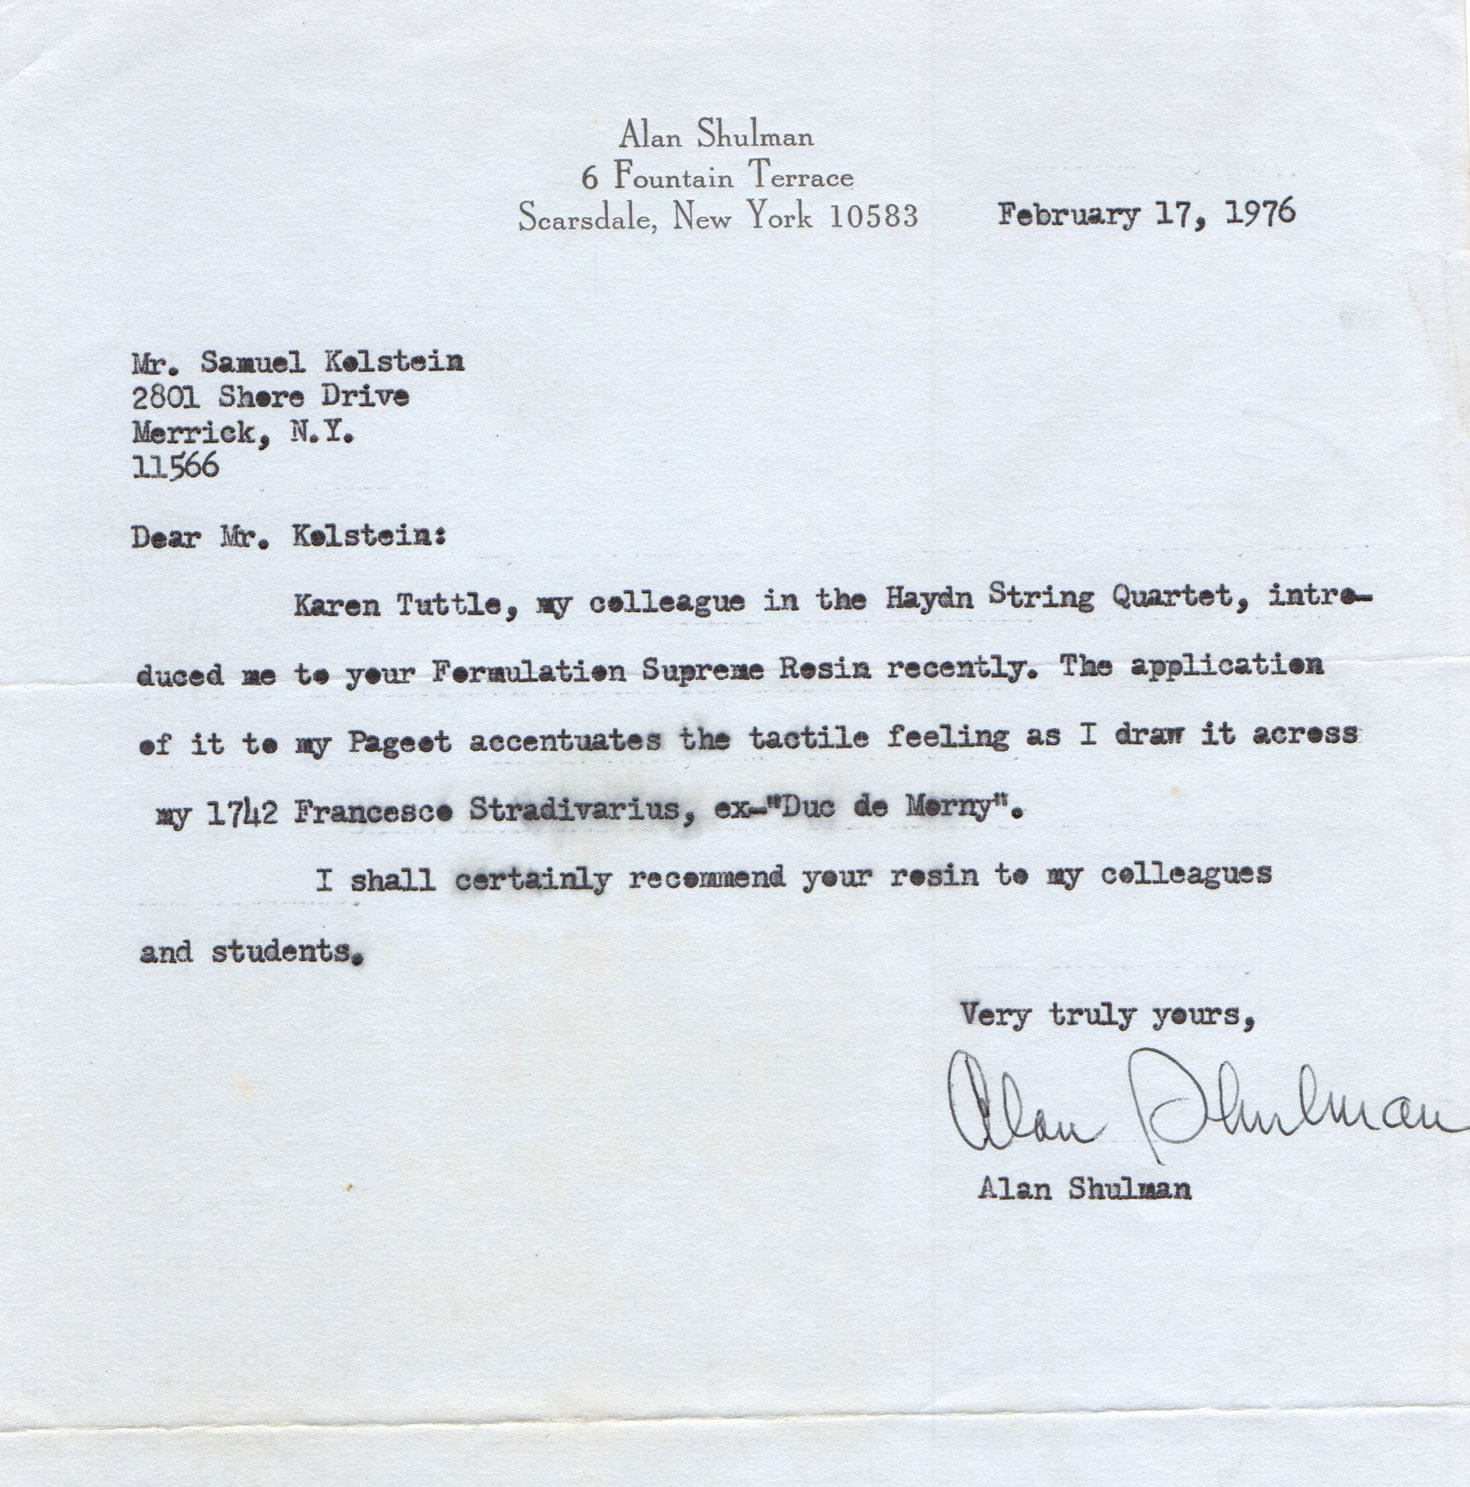 Alan Shulman
6 Fountain Terrace
Scarsdale, New York 10583
February 17, 1976
Mr. Samuel Kolstein
2801 Shore Drive
Merrick, N.Y.
11566
Dear Mr. Kolstein:
Karen Tuttle, my colleague in the Haydn String Quartet, intro-
duced me to your Formulation Supreme Rosin recently. The application
of it to my Pageot accentuates the tactile feeling as I draw it across
my 1742 Francesco Stradivarius, ex-"Duc de Morny".
I shall certainly recommend your rosin to my colleagues
and students.
Very truly yours,
Alan Shulman
Alan Shulman